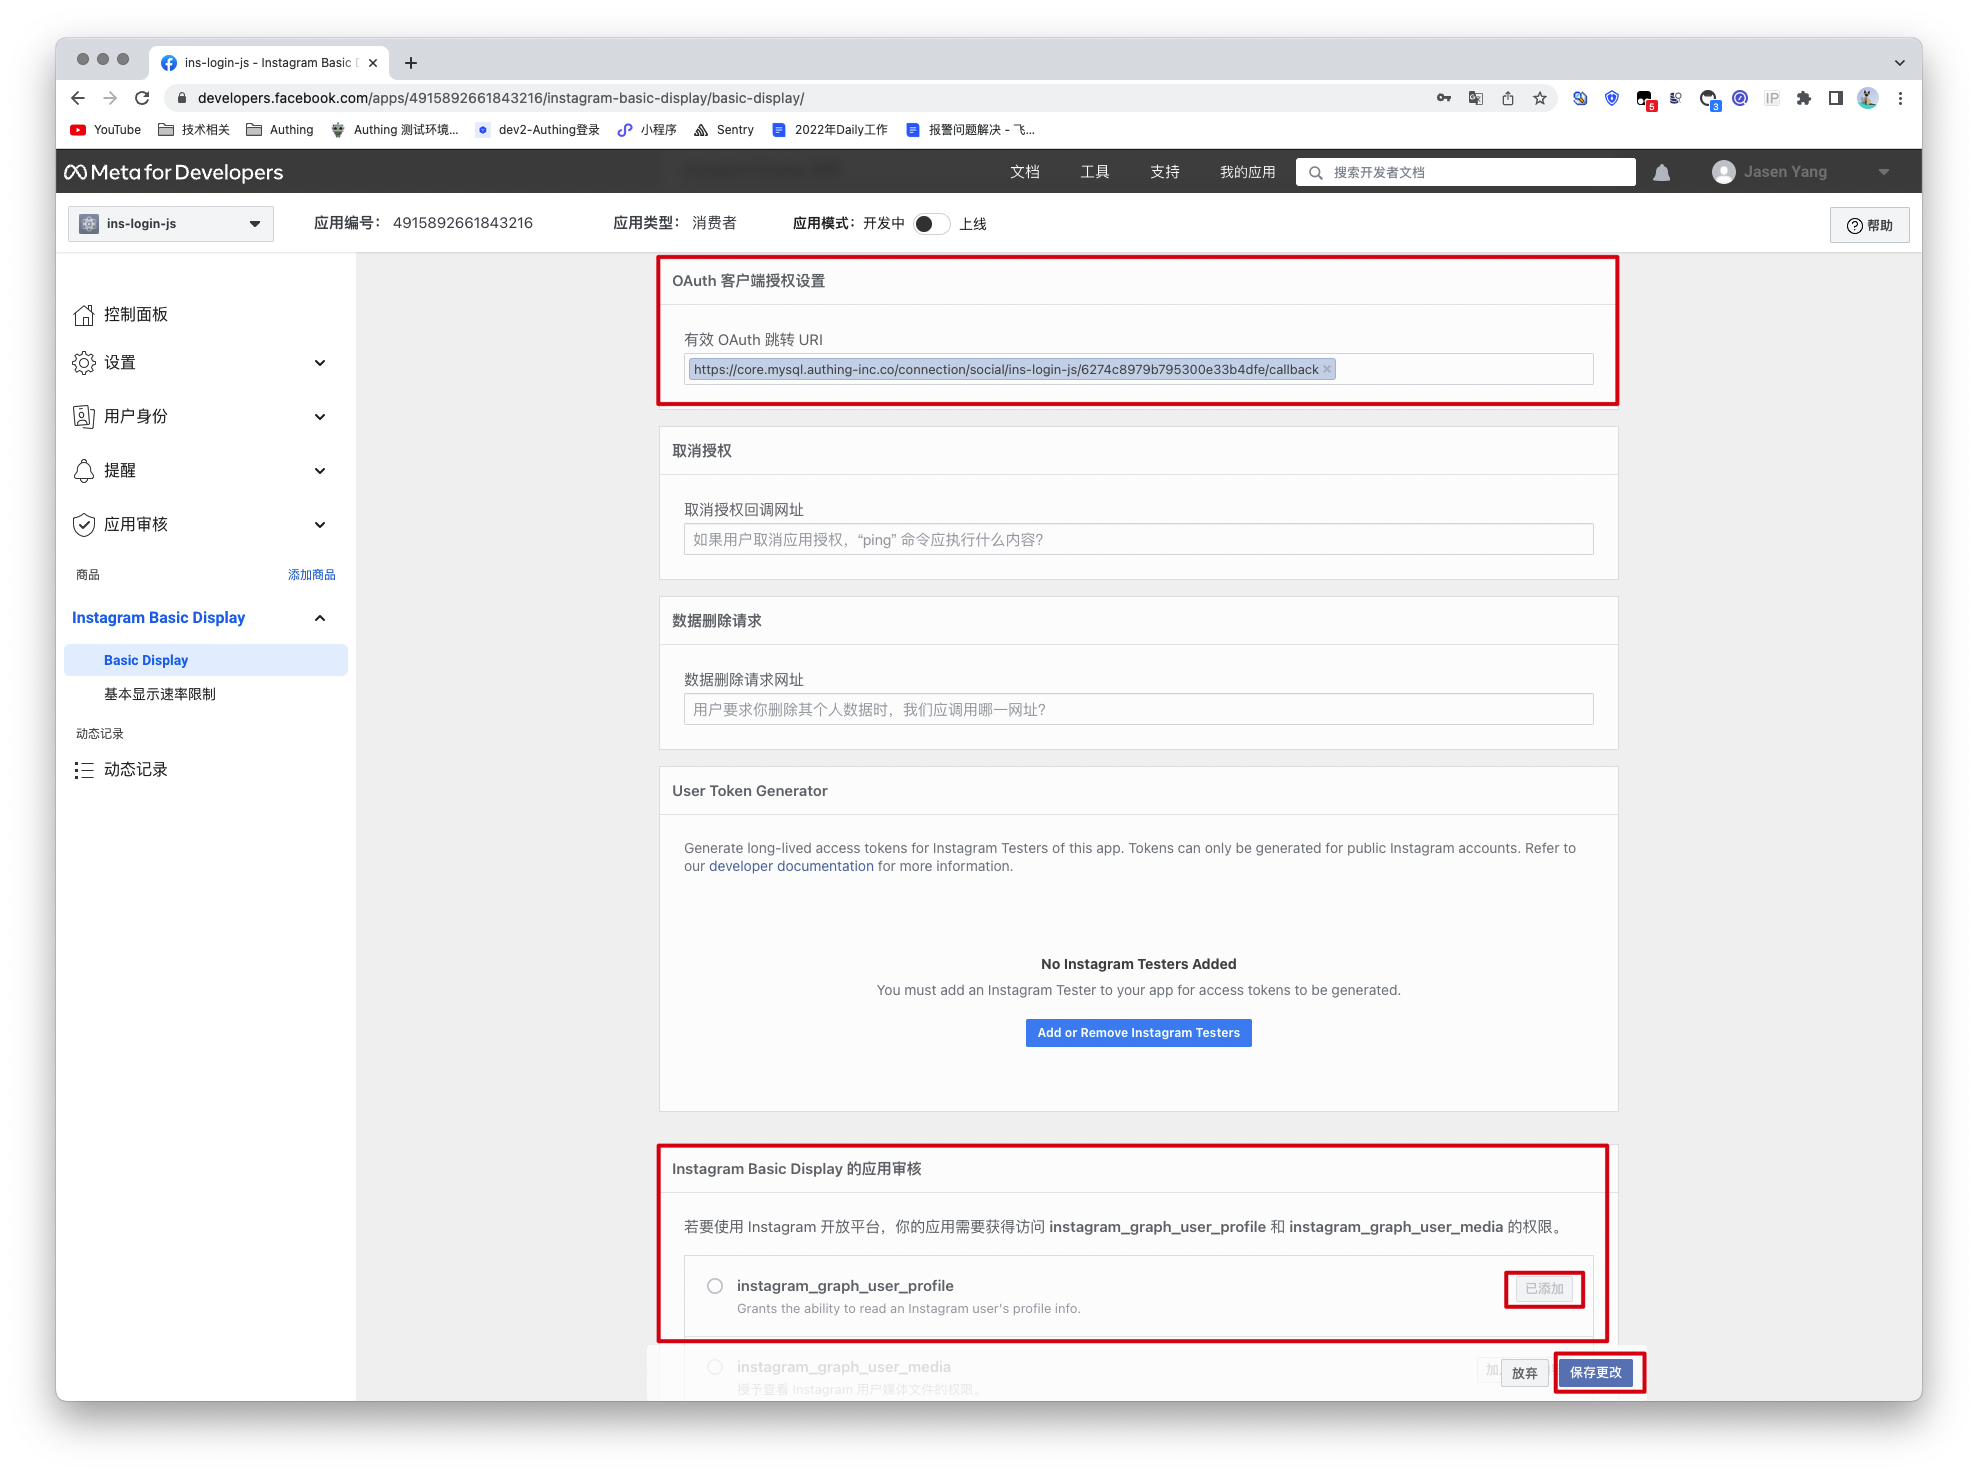 ins-login-js - Instagram Basic D
developers.facebook.com/apps/4915892661843216/instagram-basic-display/basic-display/
5
3
IP
YouTube
技术相关
Authing
Authing 测试环境...
dev2-Authing登录
小程序
Sentry
2022年Daily工作
报警问题解决 - 飞...
Meta for Developers
文档
工具
支持
我的应用
搜索开发者文档
Jasen Yang
ins-login-js
应用编号： 4915892661843216
应用类型： 消费者
应用模式：开发中
上线
帮助
控制面板
设置
用户身份
提醒
应用审核
商品
添加商品
Instagram Basic Display
Basic Display
基本显示速率限制
动态记录
动态记录
OAuth 客户端授权设置
有效 OAuth 跳转 URI
https://core.mysql.authing-inc.co/connection/social/ins-login-js/6274c8979b795300e33b4dfe/callback
取消授权
取消授权回调网址
如果用户取消应用授权，“ping” 命令应执行什么内容？
数据删除请求
数据删除请求网址
用户要求你删除其个人数据时，我们应调用哪一网址？
User Token Generator
Generate long-lived access tokens for Instagram Testers of this app. Tokens can only be generated for public Instagram accounts. Refer to
our developer documentation for more information.
No Instagram Testers Added
You must add an Instagram Tester to your app for access tokens to be generated.
Add or Remove Instagram Testers
Instagram Basic Display 的应用审核
若要使用 Instagram 开放平台，你的应用需要获得访问 instagram_graph_user_profile 和 instagram_graph_user_media 的权限。
instagram_graph_user_profile
已添加
Grants the ability to read an Instagram user's profile info.
instagram_graph_user_media
加
放弃
保存更改
授予查看 Instagram 用户媒体文件的权限。